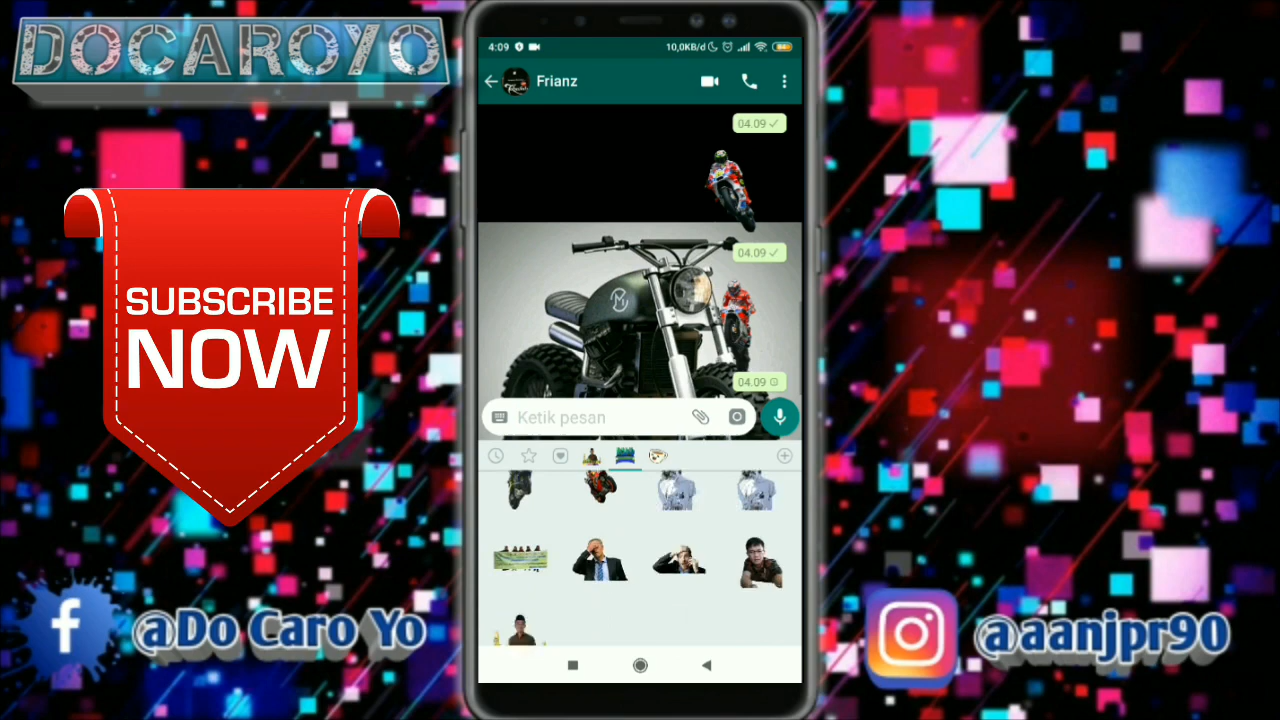 DOCAROYO
4:09
10,0KB/d
Frianz
04.09
04.09
04.09
Ketik pesan
SUBSCRIBE
NOW
@Do Caro Yo
@aanjpr90